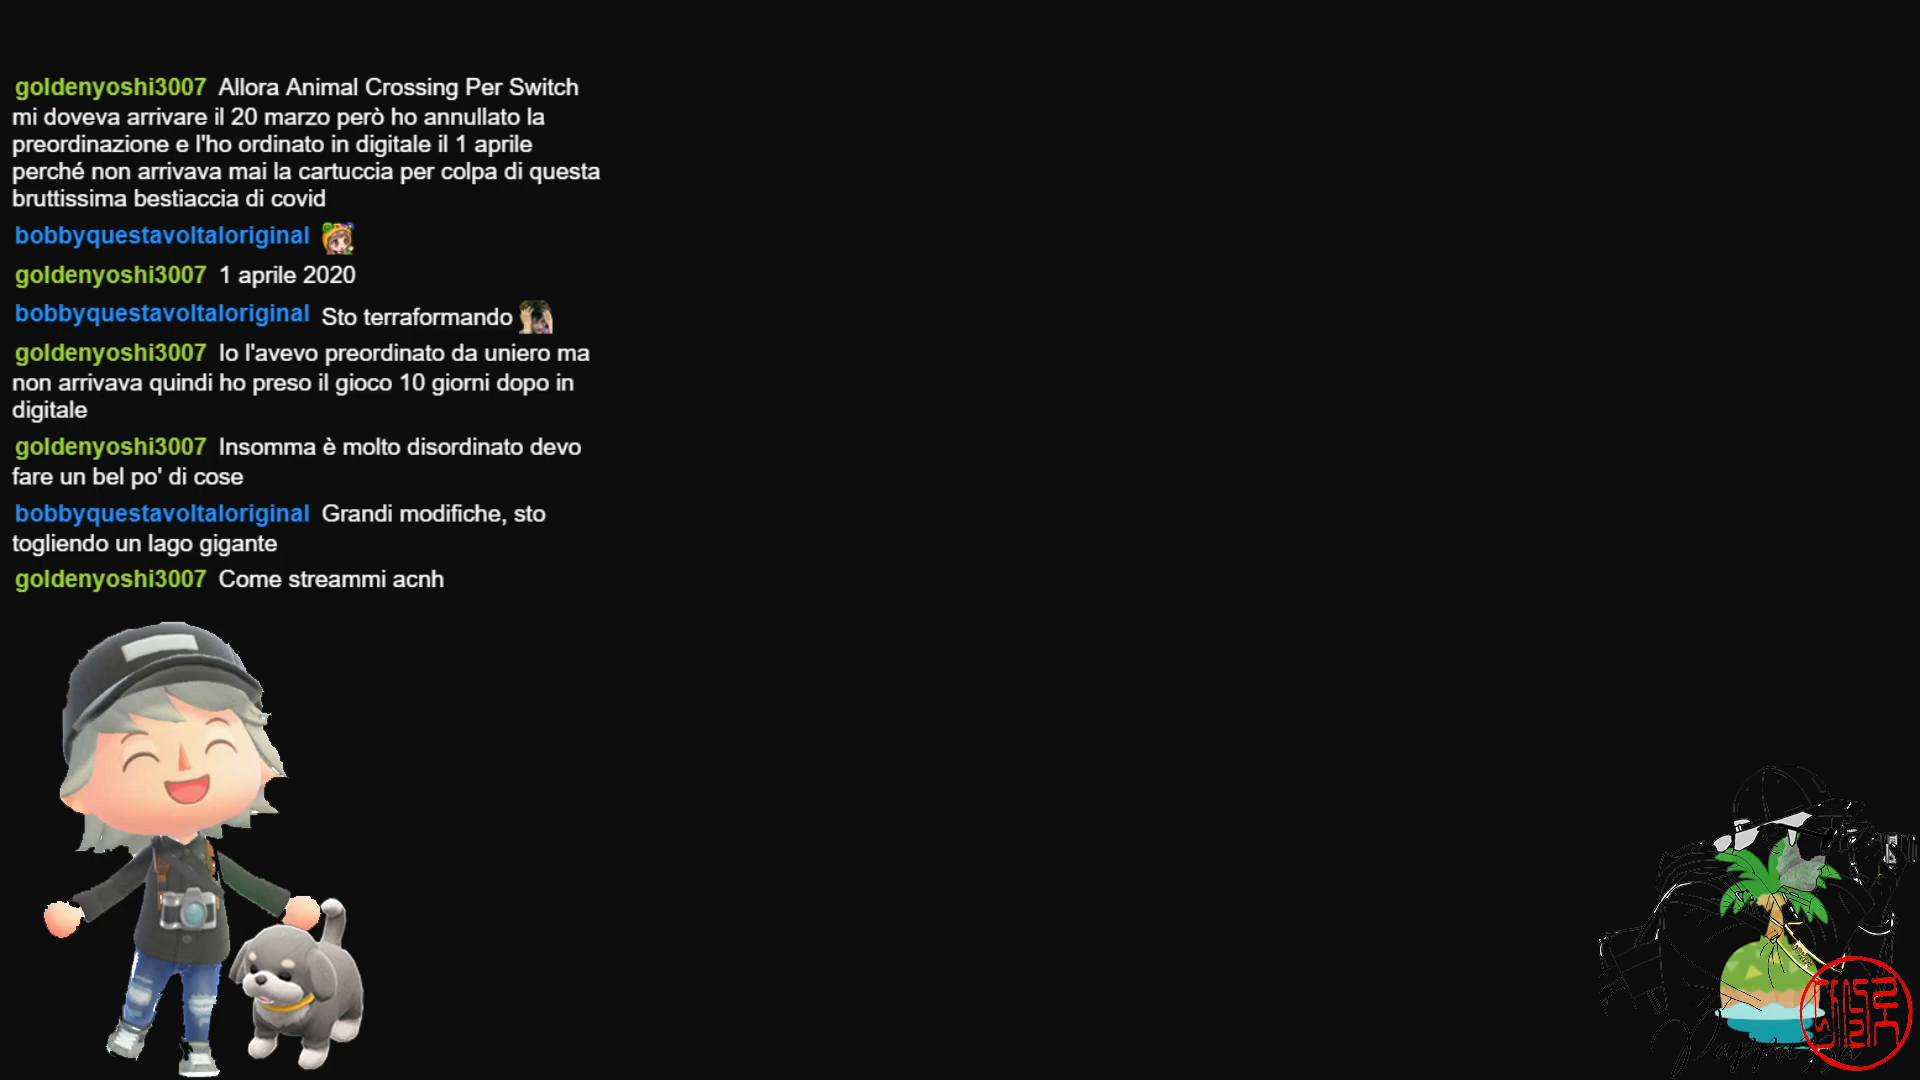 goldenyoshi3007 Allora Animal Crossing Per Switch
mi doveva arrivare il 20 marzo però ho annullato la
preordinazione e l'ho ordinato in digitale il 1 aprile
perché non arrivava mai la cartuccia per colpa di questa
bruttissima bestiaccia di covid
bobbyquestavoltaloriginal
goldenyoshi3007 1 aprile 2020
bobbyquestavoltaloriginal Sto terraformando
goldenyoshi3007 Io l'avevo preordinato da uniero ma
non arrivava quindi ho preso il gioco 10 giorni dopo in
digitale
goldenyoshi3007 Insomma è molto disordinato devo
fare un bel po' di cose
bobbyquestavoltaloriginal Grandi modifiche, sto
togliendo un lago gigante
goldenyoshi3007 Come streammi acnh